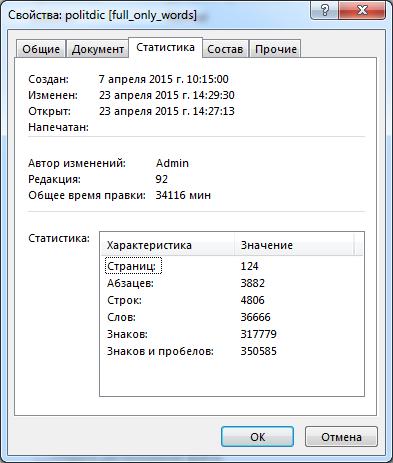 Свойства: politdic [full_only_words]
Общие Документ Статистика Состав Прочие
Создан: 7 апреля 2015 г. 10:15:00
Изменен: 23 апреля 2015 г. 14:29:30
Открыт: 23 апреля 2015 г. 14:27:13
Напечатан:
Автор изменений: Admin
Редакция: 92
Общее время правки: 34116 мин
Статистика: Характеристика Значение
Страниц: 124
Абзацев: 3882
Строк: 4806
Слов: 36666
Знаков: 317779
Знаков и пробелов: 350585
ОК Отмена